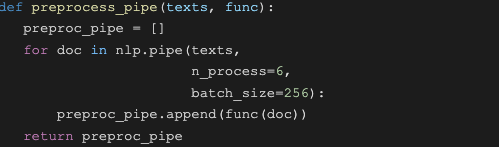 def preprocess_pipe(texts, func):
    preproc_pipe = []
    for doc in nlp.pipe(texts,
                        n_process=6,
                        batch_size=256):
        preproc_pipe.append(func(doc))
    return preproc_pipe